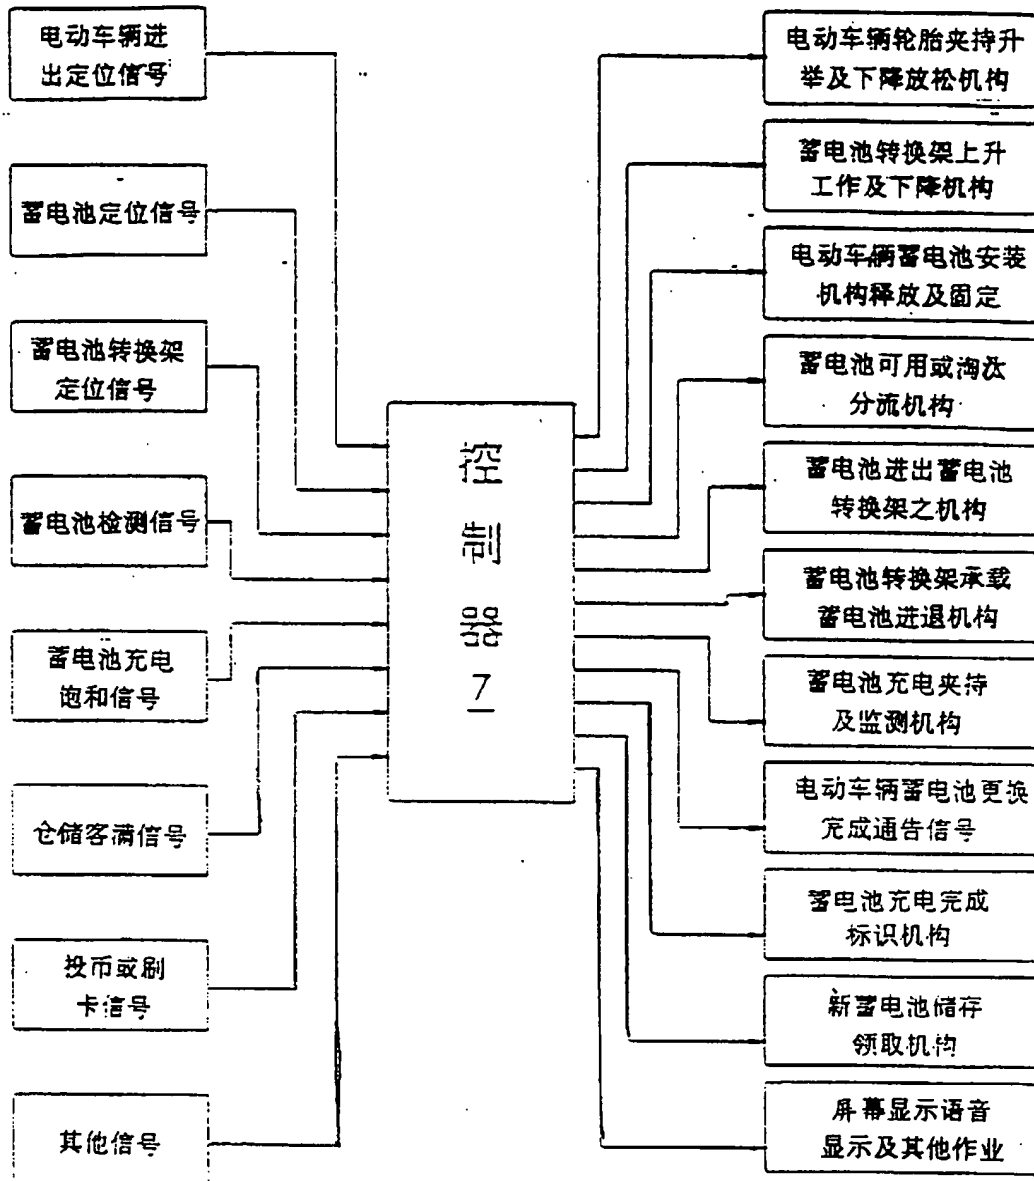 电动车辆进
出定位信号
蓄电池定位信号
蓄电池转换架
定位信号
蓄电池检测信号
蓄电池充电
饱和信号
仓储客满信号
投币或刷
卡信号
其他信号
控
制
器
7
电动车辆轮胎夹持升
举及下降放松机构
蓄电池转换架上升
工作及下降机构
电动车辆蓄电池安装
机构释放及固定
蓄电池可用或淘汰
分流机构
蓄电池进出蓄电池
转换架之机构
蓄电池转换架承载
蓄电池进退机构
蓄电池充电夹持
及监测机构
电动车辆蓄电池更换
完成通告信号
蓄电池充电完成
标识机构
新蓄电池储存
领取机构
屏幕显示语音
显示及其他作业